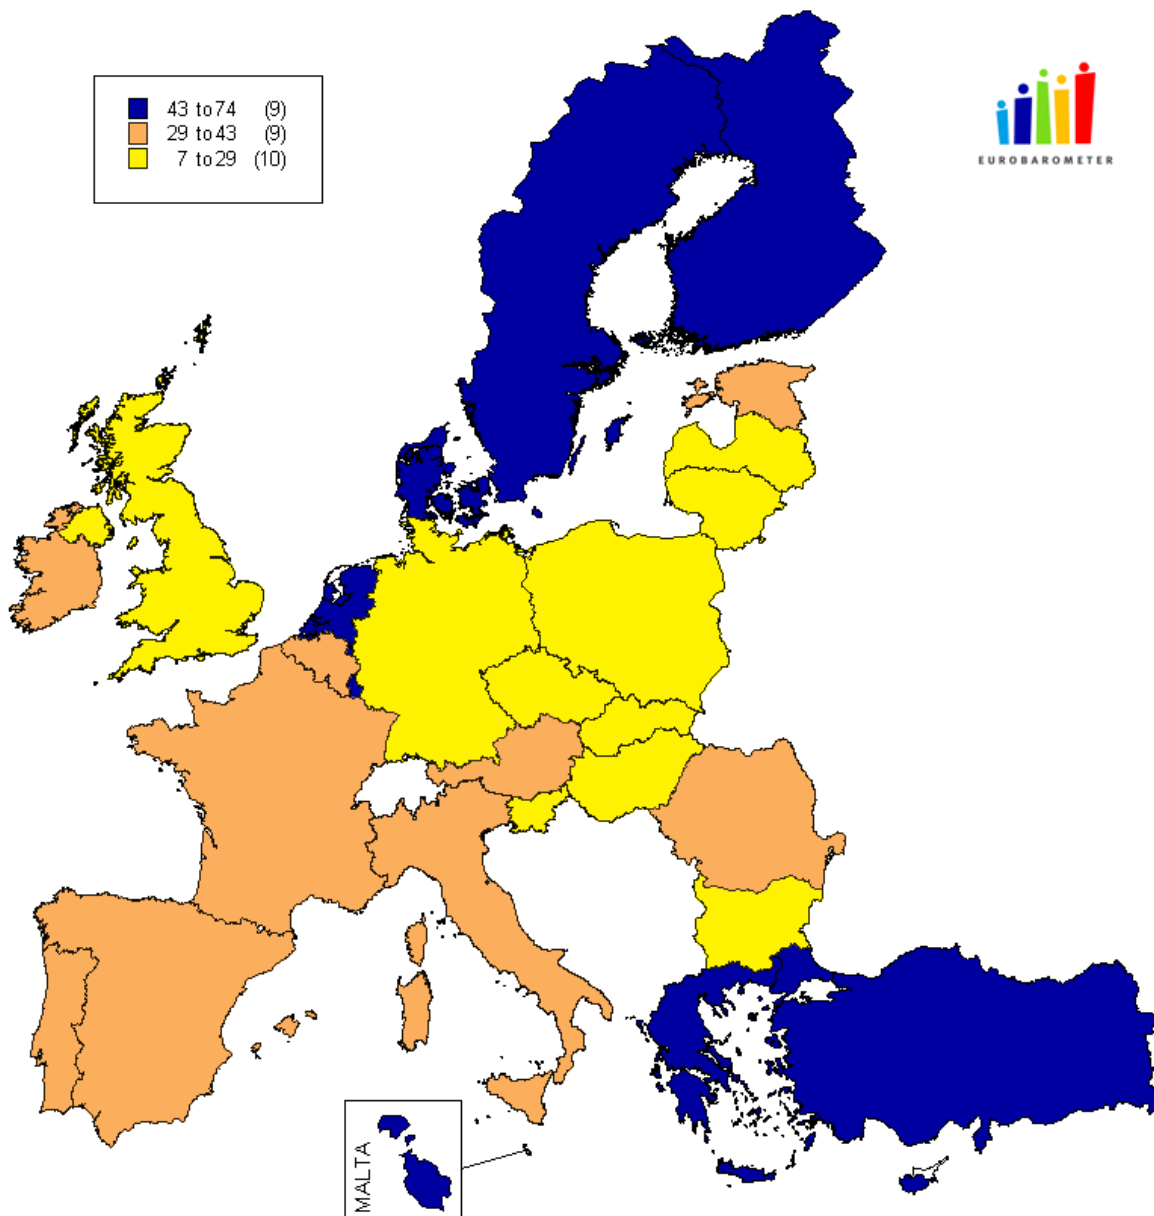 43 to 74 (9)
29 to 43 (9)
7 to 29 (10)
EUROBAROMETER
MALTA